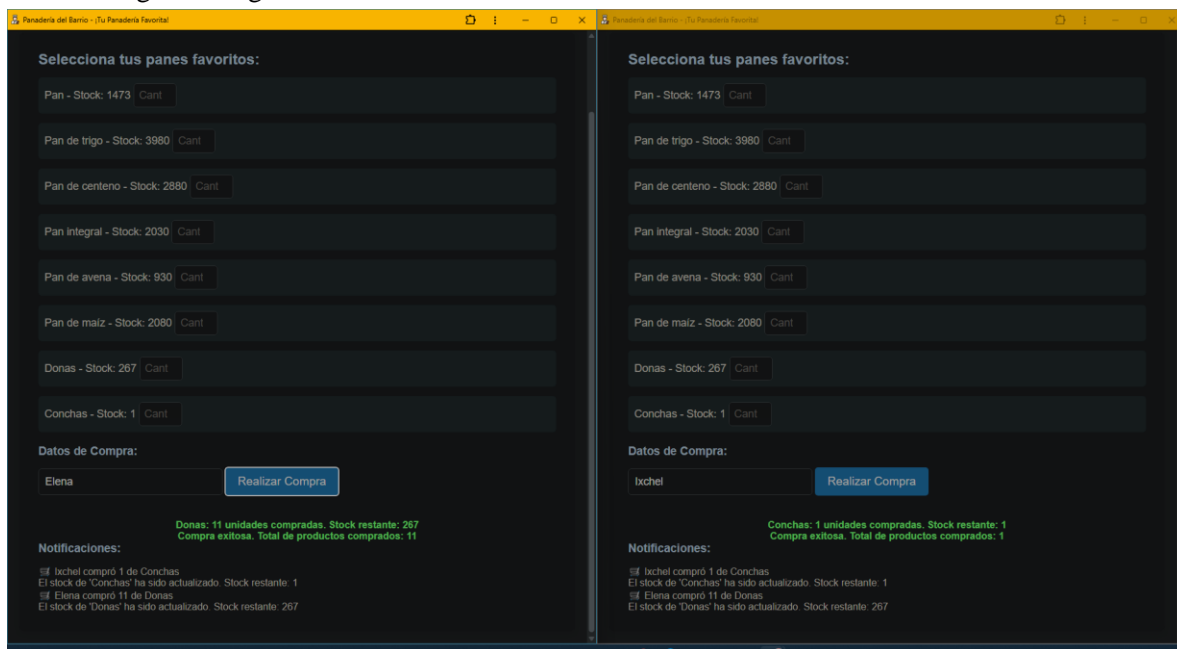 Panadería del Barrio - ¡Tu Panadería Favorita!
Selecciona tus panes favoritos:
Pan - Stock: 1473 Cant
Pan de trigo - Stock: 3980 Cant
Pan de centeno - Stock: 2880 Cant
Pan integral - Stock: 2030 Cant
Pan de avena - Stock: 930 Cant
Pan de maíz - Stock: 2080 Cant
Donas - Stock: 267 Cant
Conchas - Stock: 1 Cant
Datos de Compra:
Elena Realizar Compra
Donas: 11 unidades compradas. Stock restante: 267
Compra exitosa. Total de productos comprados: 11
Notificaciones:
Ixchel compró 1 de Conchas
El stock de 'Conchas' ha sido actualizado. Stock restante: 1
Elena compró 11 de Donas
El stock de 'Donas' ha sido actualizado. Stock restante: 267
Panadería del Barrio - ¡Tu Panadería Favorita!
Selecciona tus panes favoritos:
Pan - Stock: 1473 Cant
Pan de trigo - Stock: 3980 Cant
Pan de centeno - Stock: 2880 Cant
Pan integral - Stock: 2030 Cant
Pan de avena - Stock: 930 Cant
Pan de maíz - Stock: 2080 Cant
Donas - Stock: 267 Cant
Conchas - Stock: 1 Cant
Datos de Compra:
Ixchel Realizar Compra
Conchas: 1 unidades compradas. Stock restante: 1
Compra exitosa. Total de productos comprados: 1
Notificaciones:
Ixchel compró 1 de Conchas
El stock de 'Conchas' ha sido actualizado. Stock restante: 1
Elena compró 11 de Donas
El stock de 'Donas' ha sido actualizado. Stock restante: 267